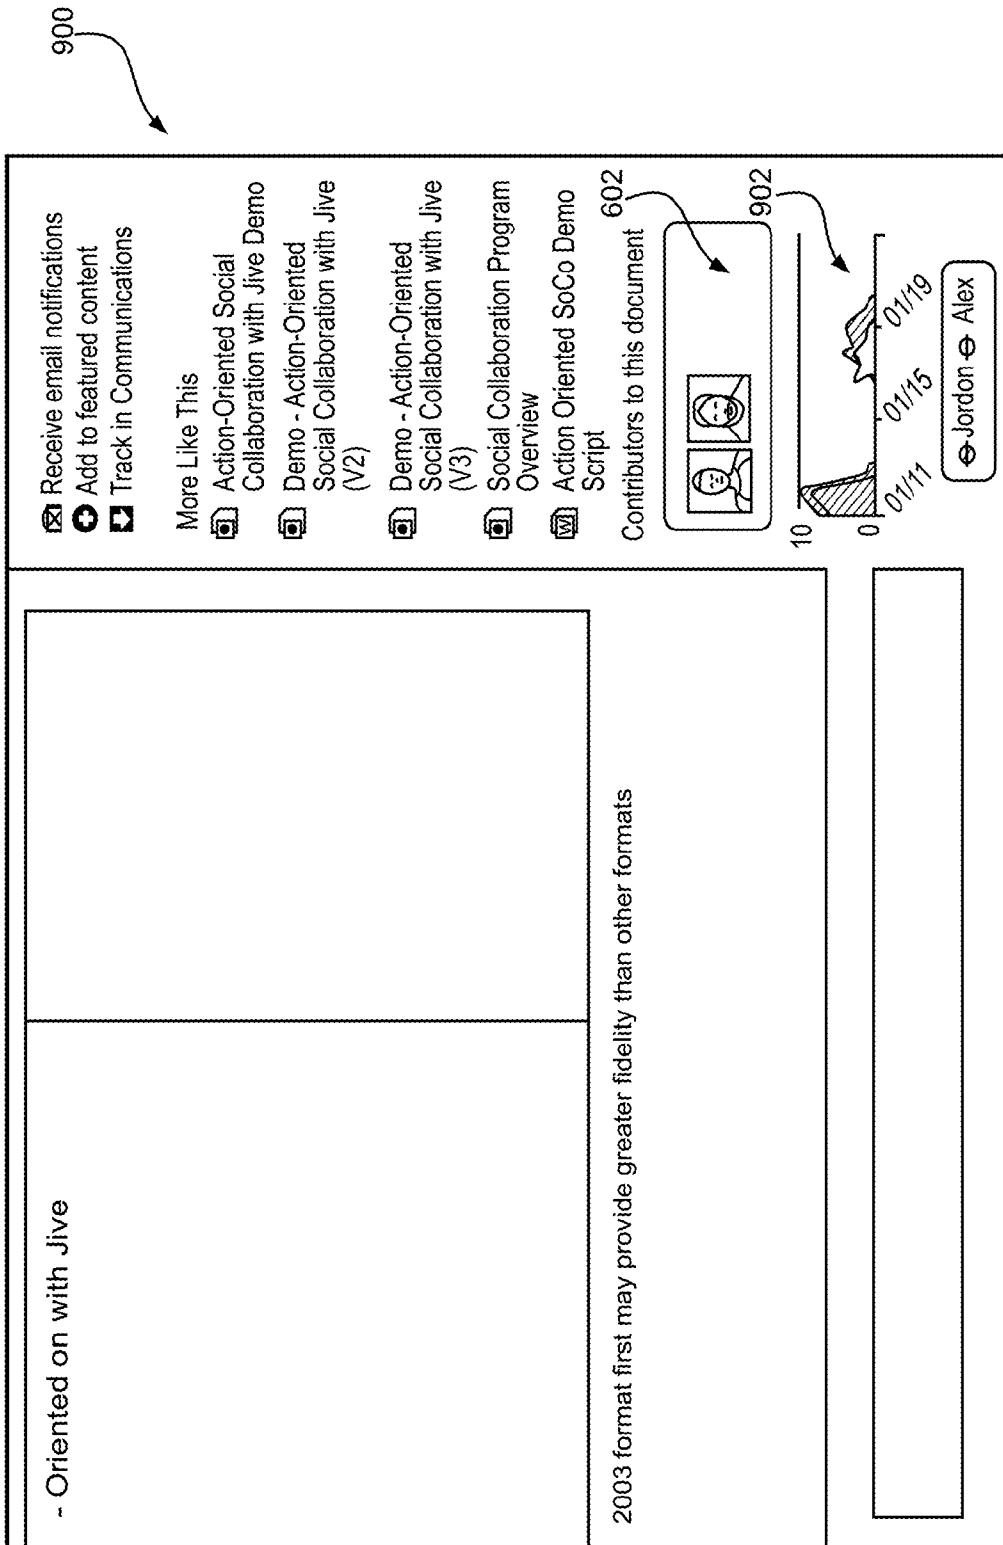 900
- Oriented on with Jive
2003 format first may provide greater fidelity than other formats
Receive email notifications
Add to featured content
Track in Communications
More Like This
Action-Oriented Social
Collaboration with Jive Demo
Demo - Action-Oriented
Social Collaboration with Jive
(V2)
Demo - Action-Oriented
Social Collaboration with Jive
(V3)
Social Collaboration Program
Overview
W Action Oriented SoCo Demo
Script
Contributors to this document
602
10
0
902
01/11 01/15 01/19
Jordon Alex